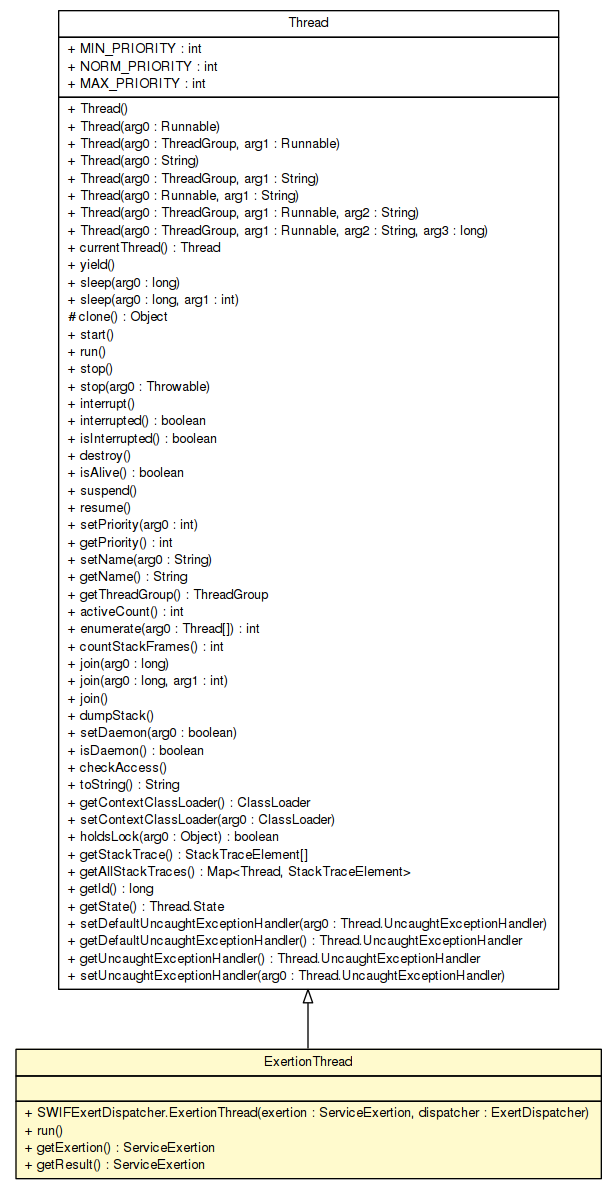 Thread
+ MIN_PRIORITY : int
+ NORM_PRIORITY : int
+ MAX_PRIORITY : int
+ Thread()
+ Thread(arg0 : Runnable)
+ Thread(arg0 : ThreadGroup, arg1 : Runnable)
+ Thread(arg0 : String)
+ Thread(arg0 : ThreadGroup, arg1 : String)
+ Thread(arg0 : Runnable, arg1 : String)
+ Thread(arg0 : ThreadGroup, arg1 : Runnable, arg2 : String)
+ Thread(arg0 : ThreadGroup, arg1 : Runnable, arg2 : String, arg3 : long)
+ currentThread() : Thread
+ yield()
+ sleep(arg0 : long)
+ sleep(arg0 : long, arg1 : int)
# clone() : Object
+ start()
+ run()
+ stop()
+ stop(arg0 : Throwable)
+ interrupt()
+ interrupted() : boolean
+ isInterrupted() : boolean
+ destroy()
+ isAlive() : boolean
+ suspend()
+ resume()
+ setPriority(arg0 : int)
+ getPriority() : int
+ setName(arg0 : String)
+ getName() : String
+ getThreadGroup() : ThreadGroup
+ activeCount() : int
+ enumerate(arg0 : Thread[]) : int
+ countStackFrames() : int
+ join(arg0 : long)
+ join(arg0 : long, arg1 : int)
+ join()
+ dumpStack()
+ setDaemon(arg0 : boolean)
+ isDaemon() : boolean
+ checkAccess()
+ toString() : String
+ getContextClassLoader() : ClassLoader
+ setContextClassLoader(arg0 : ClassLoader)
+ holdsLock(arg0 : Object) : boolean
+ getStackTrace() : StackTraceElement[]
+ getAllStackTraces() : Map<Thread, StackTraceElement>
+ getId() : long
+ getState() : Thread.State
+ setDefaultUncaughtExceptionHandler(arg0 : Thread.UncaughtExceptionHandler)
+ getDefaultUncaughtExceptionHandler() : Thread.UncaughtExceptionHandler
+ getUncaughtExceptionHandler() : Thread.UncaughtExceptionHandler
+ setUncaughtExceptionHandler(arg0 : Thread.UncaughtExceptionHandler)
ExertionThread
+ SWIFExertDispatcher.ExertionThread(exertion : ServiceExertion, dispatcher : ExertDispatcher)
+ run()
+ getExertion() : ServiceExertion
+ getResult() : ServiceExertion